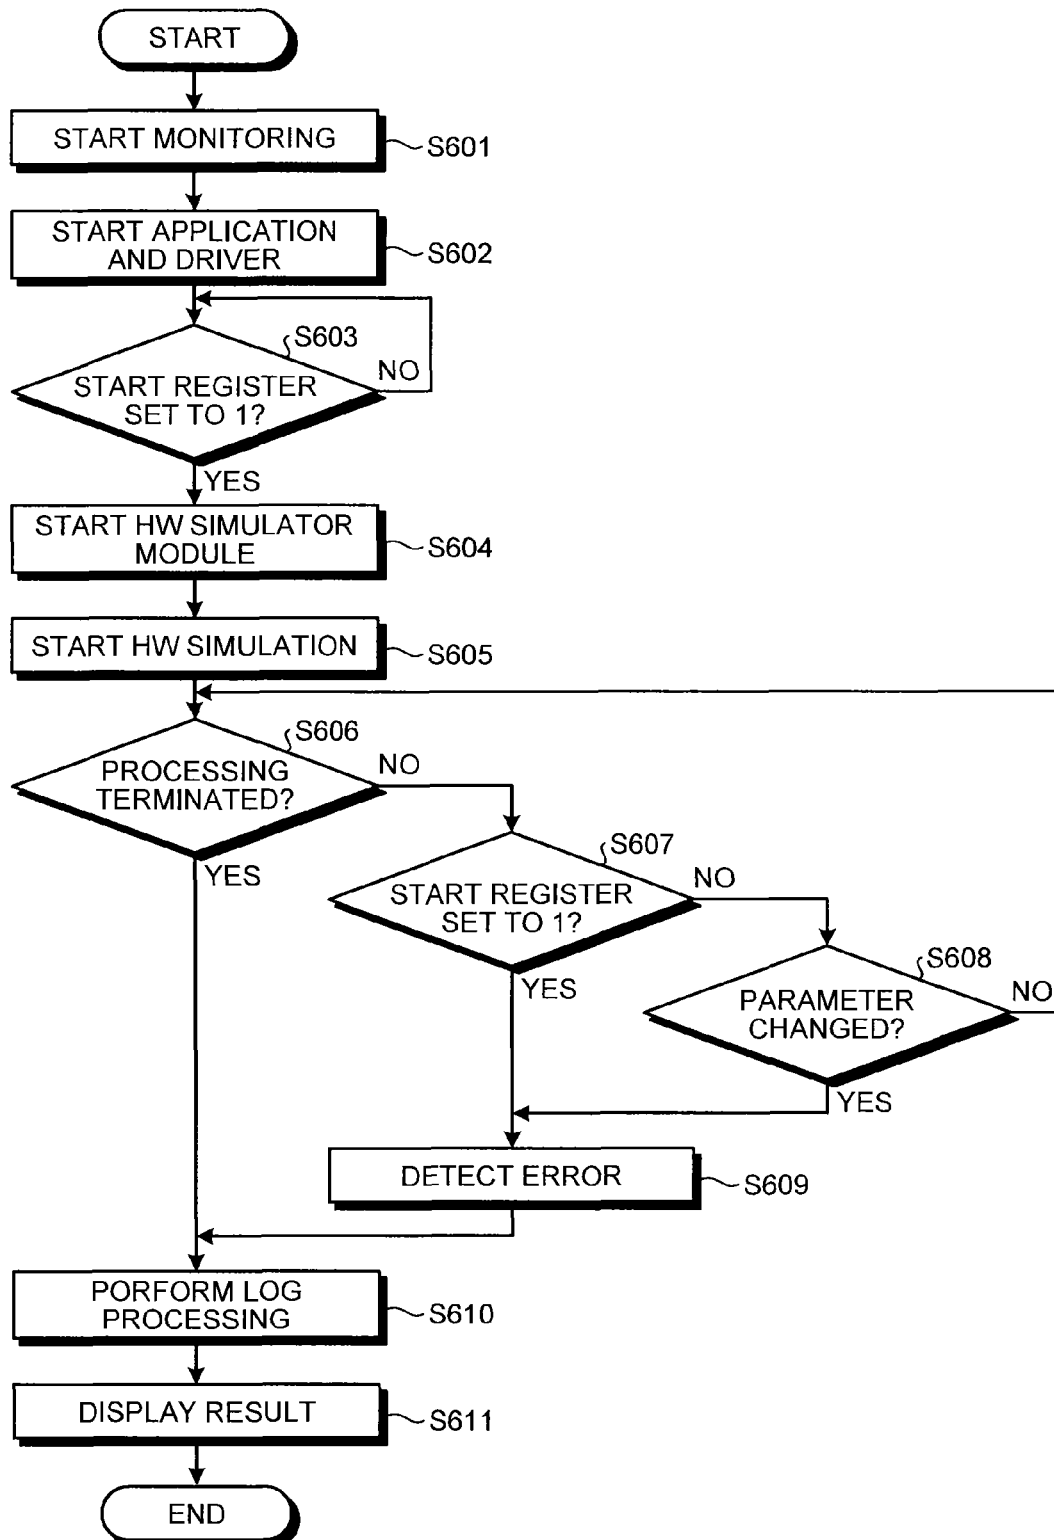 START
START MONITORING
S601
START APPLICATION
AND DRIVER
S602
S603
START REGISTER
SET TO 1?
NO
YES
START HW SIMULATOR
MODULE
S604
START HW SIMULATION
S605
S606
PROCESSING
TERMINATED?
NO
YES
S607
START REGISTER
SET TO 1?
NO
YES
S608
PARAMETER
CHANGED?
NO
YES
DETECT ERROR
S609
PORFORM LOG
PROCESSING
S610
DISPLAY RESULT
S611
END